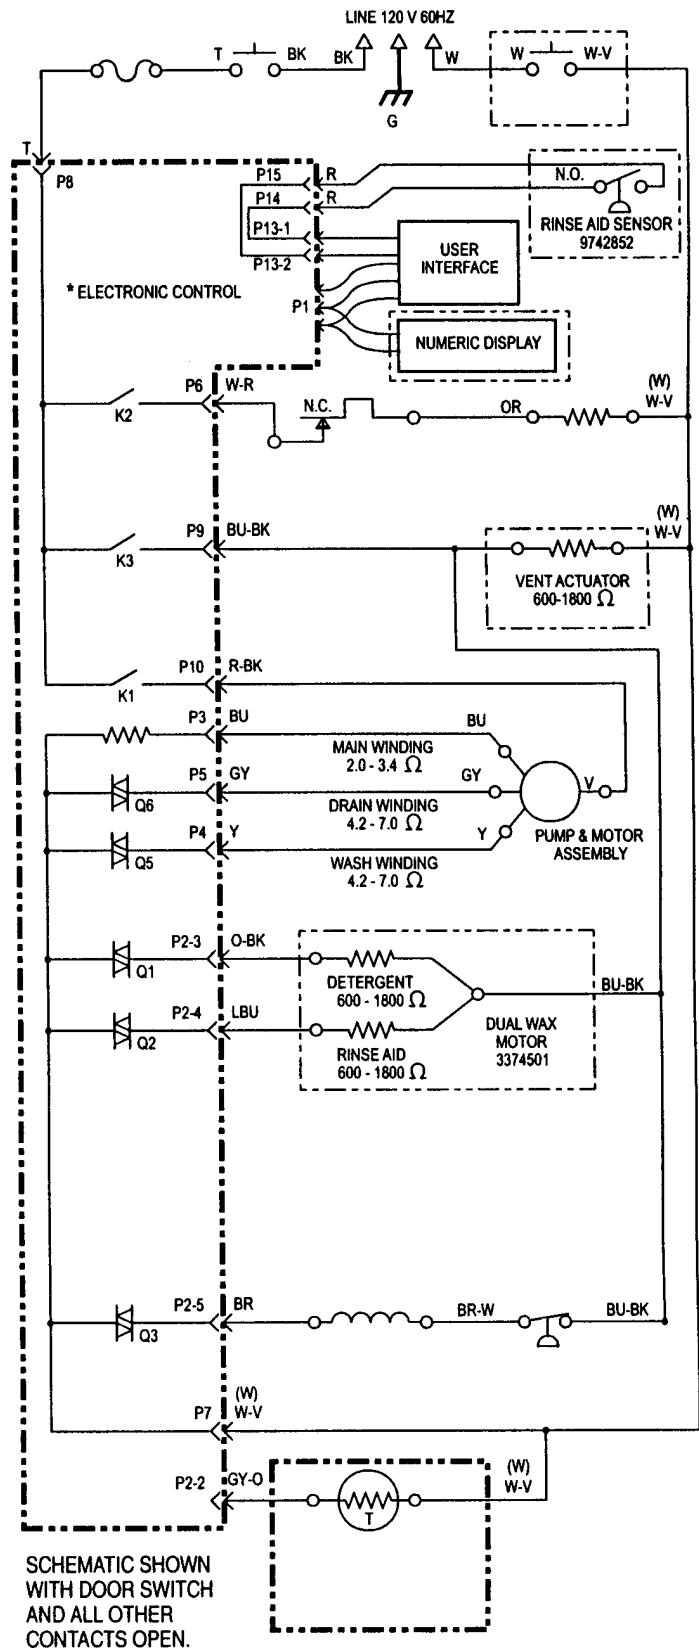 LINE 120 V 60HZ
T
BK
BK
W
W
W-V
G
T
P8
P15
R
P14
R
P13-1
P13-2
N.O.
RINSE AID SENSOR
9742852
USER
INTERFACE
* ELECTRONIC CONTROL
P1
NUMERIC DISPLAY
K2
P6
W-R
N.C.
OR
(W)
W-V
K3
P9
BU-BK
(W)
W-V
VENT ACTUATOR
600-1800 Ω
K1
P10
R-BK
P3
BU
BU
MAIN WINDING
2.0 - 3.4 Ω
Q6
P5
GY
GY
V
DRAIN WINDING
4.2 - 7.0 Ω
Q5
P4
Y
Y
PUMP & MOTOR
ASSEMBLY
WASH WINDING
4.2 - 7.0 Ω
Q1
P2-3
O-BK
DETERGENT
600 - 1800 Ω
BU-BK
Q2
P2-4
LBU
RINSE AID
600 - 1800 Ω
DUAL WAX
MOTOR
3374501
Q3
P2-5
BR
BR-W
BU-BK
P7
(W)
W-V
P2-2
GY-O
T
(W)
W-V
SCHEMATIC SHOWN
WITH DOOR SWITCH
AND ALL OTHER
CONTACTS OPEN.